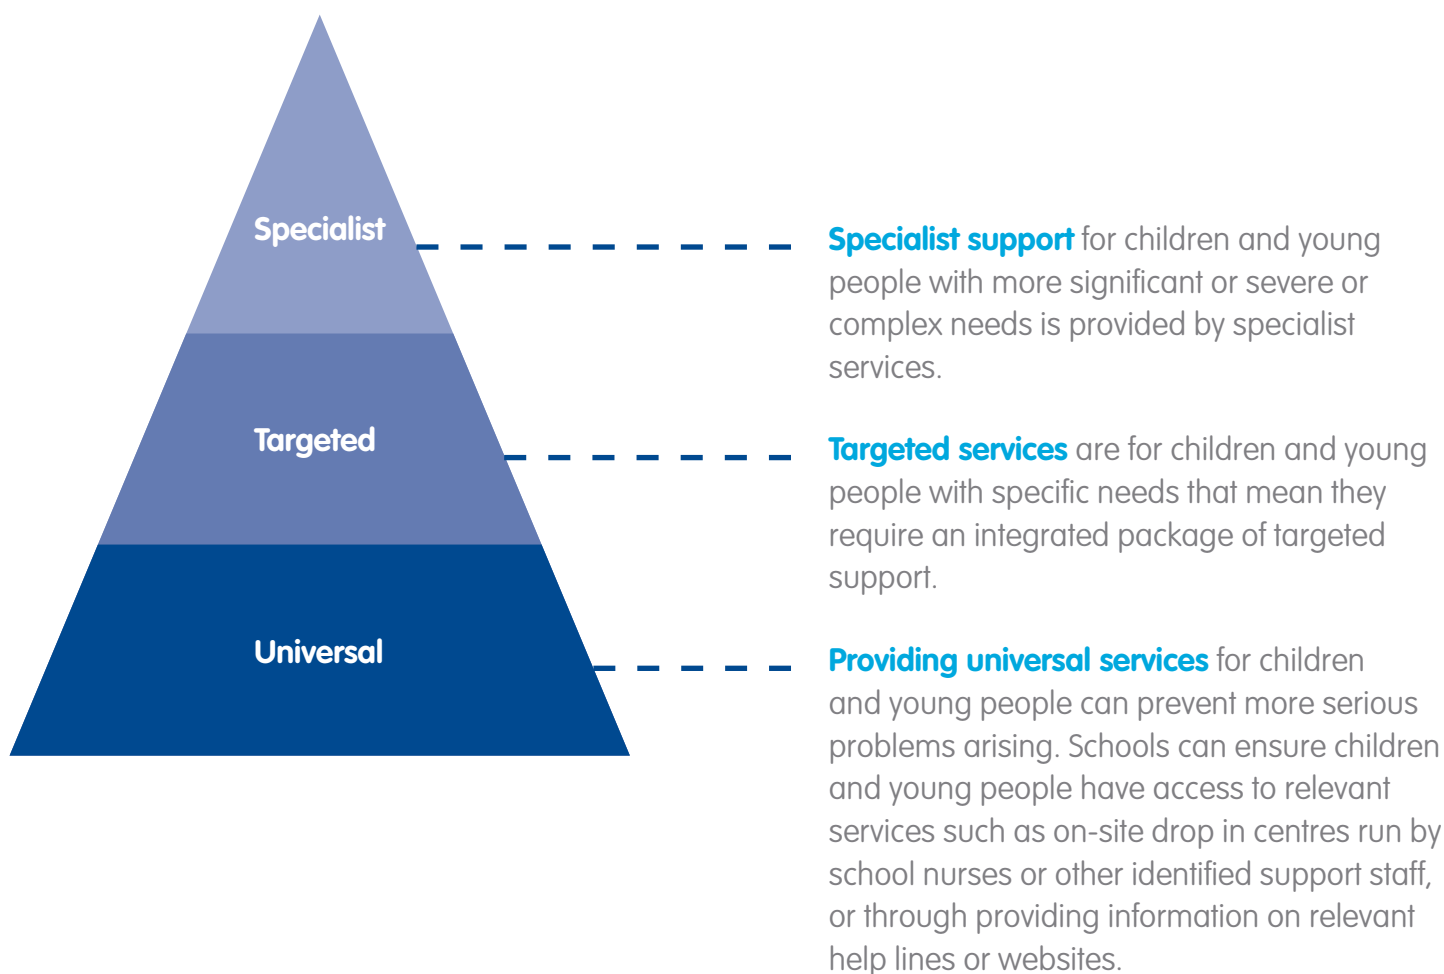 Specialist
Specialist support for children and young
people with more significant or severe or
complex needs is provided by specialist
services.
Targeted
Targeted services are for children and young
people with specific needs that mean they
require an integrated package of targeted
support.
Universal
Providing universal services for children
and young people can prevent more serious
problems arising. Schools can ensure children
and young people have access to relevant
services such as on-site drop in centres run by
school nurses or other identified support staff,
or through providing information on relevant
help lines or websites.